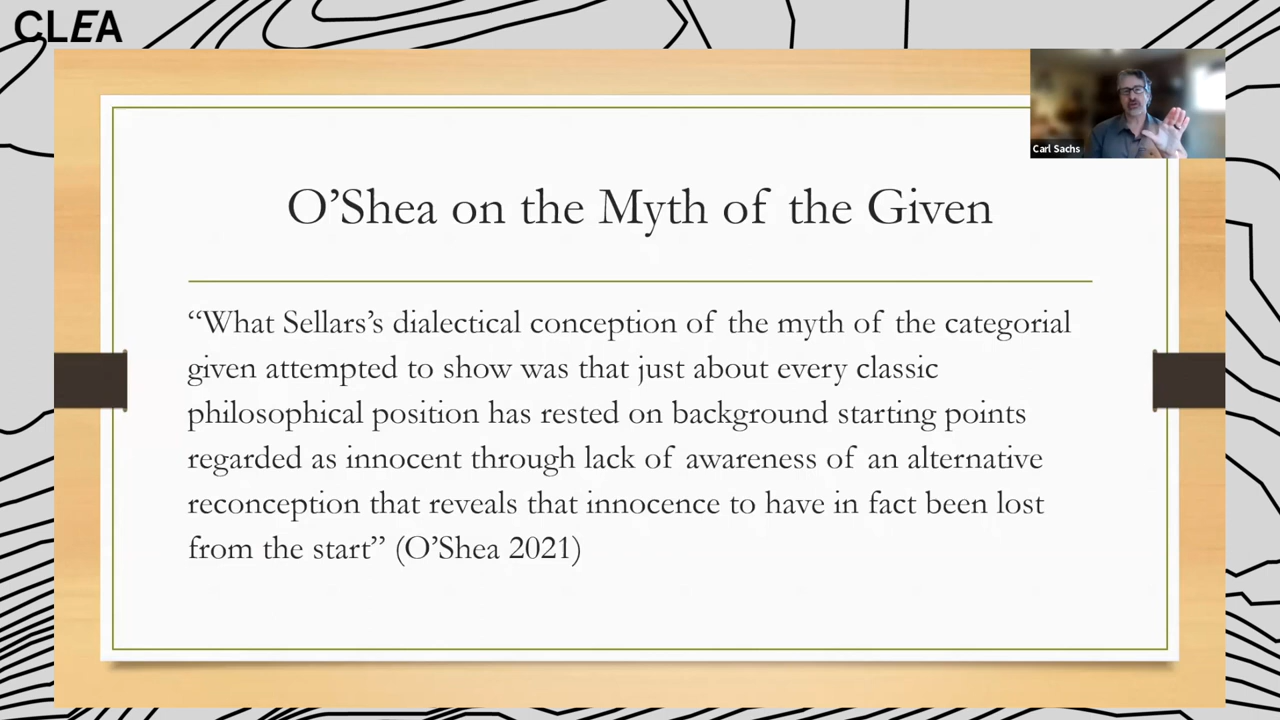 CLEA
Carl Sachs
O’Shea on the Myth of the Given
“What Sellars’s dialectical conception of the myth of the categorial
given attempted to show was that just about every classic
philosophical position has rested on background starting points
regarded as innocent through lack of awareness of an alternative
reconception that reveals that innocence to have in fact been lost
from the start” (O’Shea 2021)